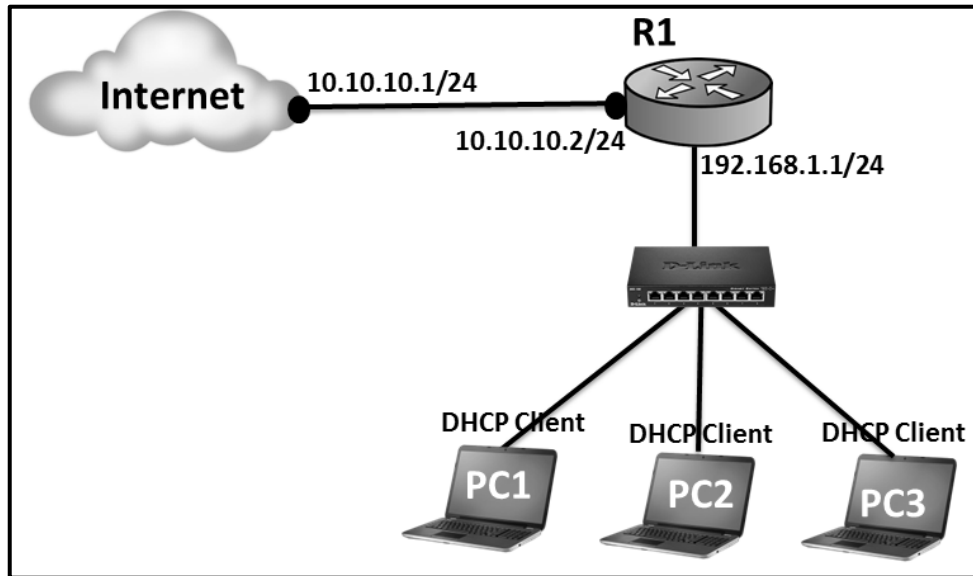 R1
Internet
10.10.10.1/24
10.10.10.2/24
192.168.1.1/24
D-Link
DHCP Client
DHCP Client
DHCP Client
PC1
PC2
PC3